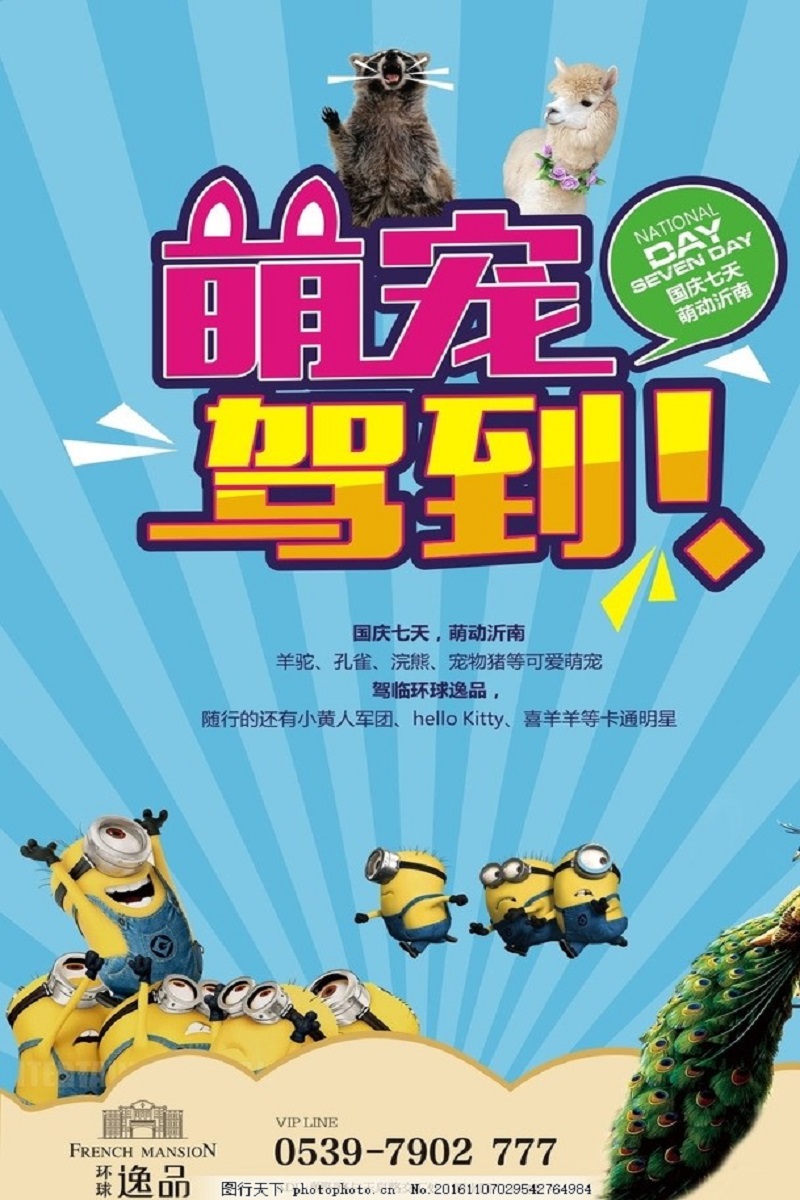 萌宠
NATIONAL
DAY
SEVEN DAY
国庆七天
萌动沂南
驾到!
国庆七天，萌动沂南
羊驼、孔雀、浣熊、宠物猪等可爱萌宠
驾临环球逸品，
随行的还有小黄人军团、hello Kitty、喜羊羊等卡通明星
FRENCH MANSION
环球 逸品
VIP LINE
0539-7902 777
图行天下 photophoto.cn No.20161107029542764984